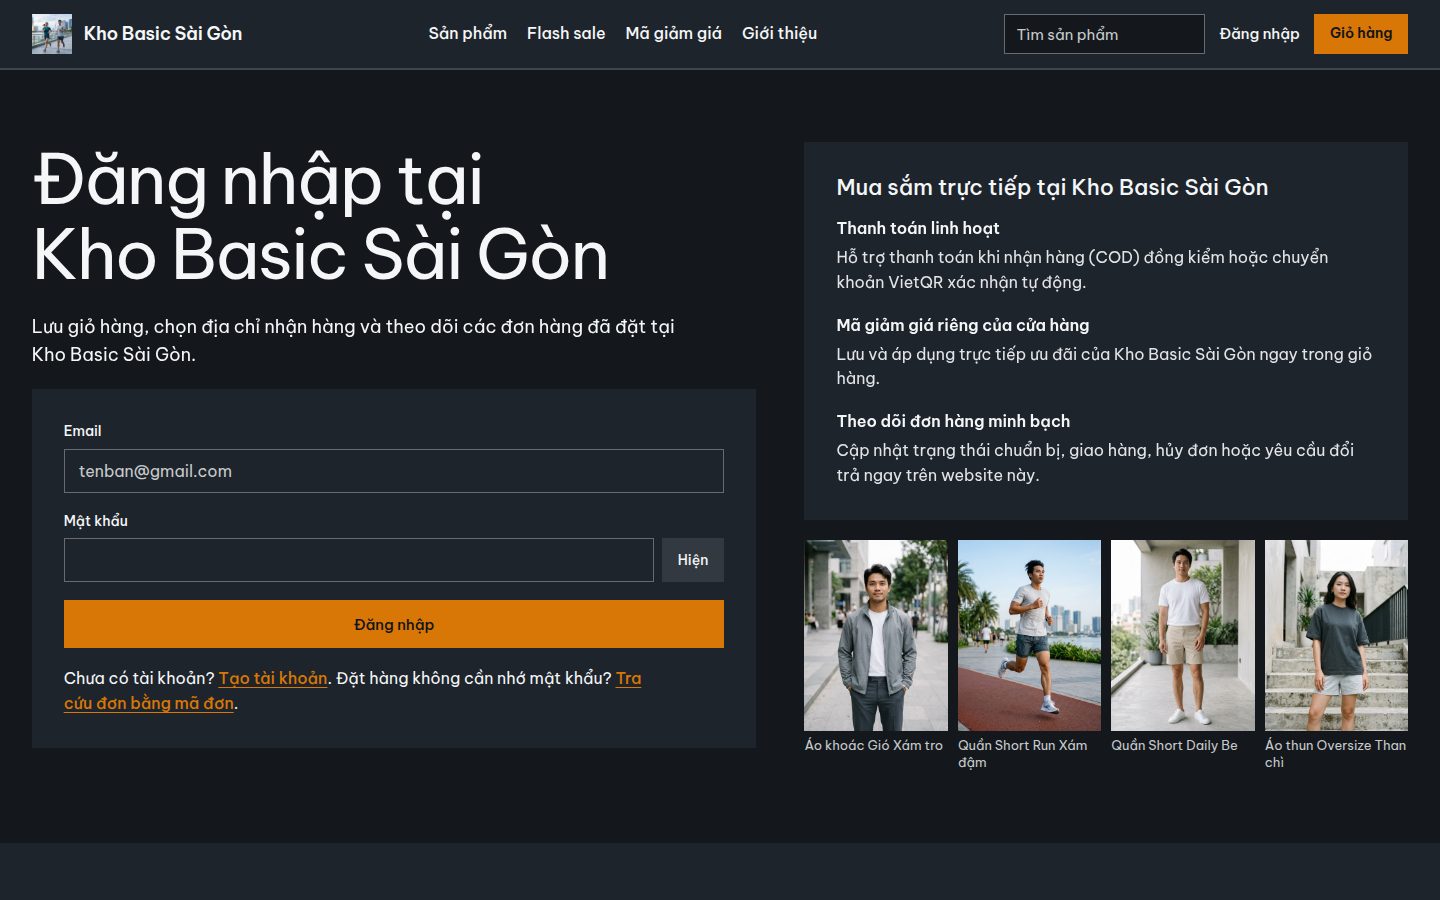 Kho Basic Sài Gòn
Sản phẩm
Flash sale
Mã giảm giá
Giới thiệu
Tìm sản phẩm
Đăng nhập
Giỏ hàng
Đăng nhập tại
Kho Basic Sài Gòn
Lưu giỏ hàng, chọn địa chỉ nhận hàng và theo dõi các đơn hàng đã đặt tại
Kho Basic Sài Gòn.
Email
tenban@gmail.com
Mật khẩu
Hiện
Đăng nhập
Chưa có tài khoản? Tạo tài khoản. Đặt hàng không cần nhớ mật khẩu? Tra
cứu đơn bằng mã đơn.
Mua sắm trực tiếp tại Kho Basic Sài Gòn
Thanh toán linh hoạt
Hỗ trợ thanh toán khi nhận hàng (COD) đồng kiểm hoặc chuyển
khoản VietQR xác nhận tự động.
Mã giảm giá riêng của cửa hàng
Lưu và áp dụng trực tiếp ưu đãi của Kho Basic Sài Gòn ngay trong giỏ
hàng.
Theo dõi đơn hàng minh bạch
Cập nhật trạng thái chuẩn bị, giao hàng, hủy đơn hoặc yêu cầu đổi
trả ngay trên website này.
Áo khoác Gió Xám tro
Quần Short Run Xám
đậm
Quần Short Daily Be
Áo thun Oversize Than
chì